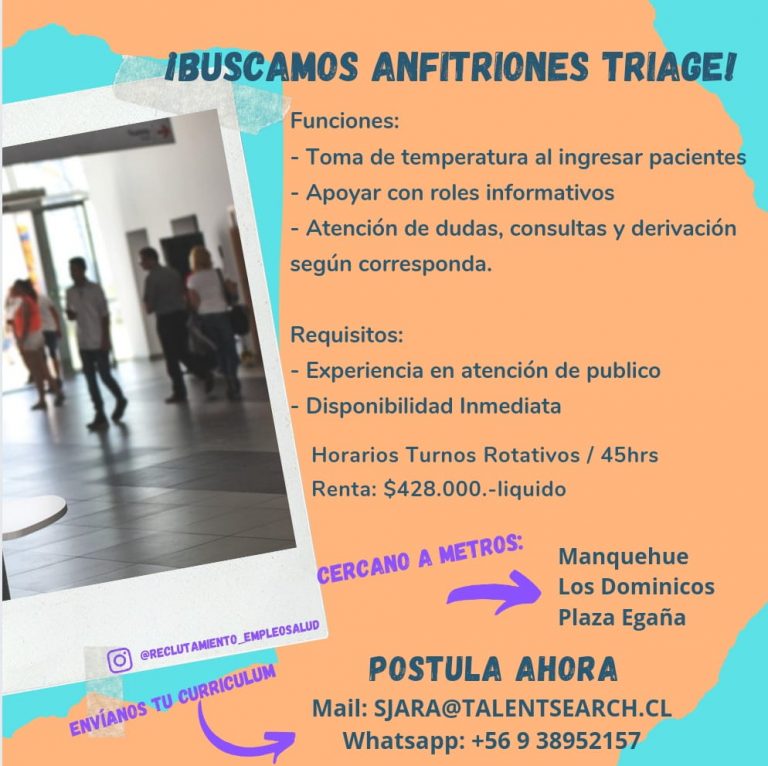 ¡BUSCAMOS ANFITRIONES TRIAGE!
Funciones:
- Toma de temperatura al ingresar pacientes
- Apoyar con roles informativos
- Atención de dudas, consultas y derivación
según corresponda.
Requisitos:
- Experiencia en atención de publico
- Disponibilidad Inmediata
Horarios Turnos Rotativos / 45hrs
Renta: $428.000.-liquido
CERCANO A METROS:
Manquehue
Los Dominicos
Plaza Egaña
@RECLUTAMIENTO_EMPLEOSALUD
ENVÍANOS TU CURRICULUM
POSTULA AHORA
Mail: SJARA@TALENTSEARCH.CL
Whatsapp: +56 9 38952157